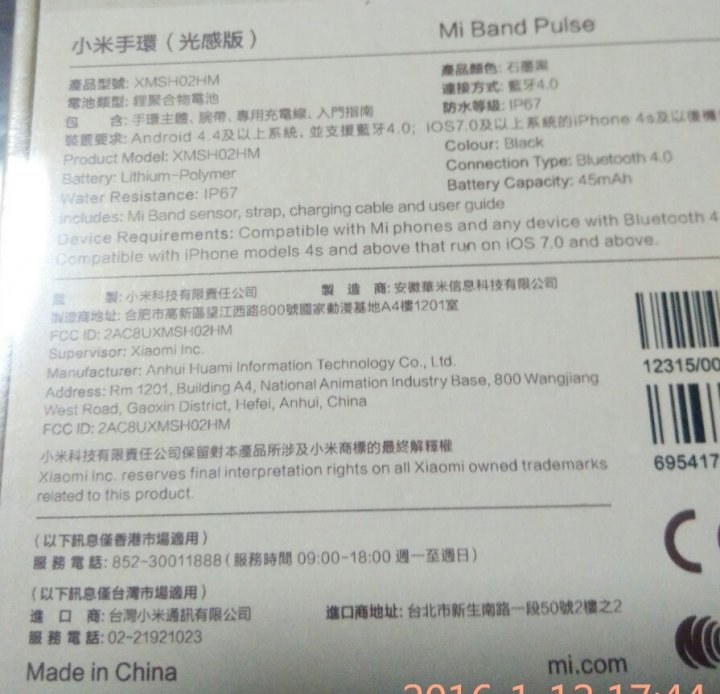 小米手環（光感版）
Mi Band Pulse
產品型號: XMSH02HM
產品顏色: 石墨黑
電池類型: 鋰聚合物電池
連接方式: 藍牙4.0
包 含: 手環主體、腕帶、專用充電線、入門指南
防水等級: IP67
裝置要求: Android 4.4及以上系統，並支援藍牙4.0; iOS7.0及以上系統的iPhone 4s及以後機
Product Model: XMSH02HM
Colour: Black
Battery: Lithium-Polymer
Connection Type: Bluetooth 4.0
Water Resistance: IP67
Battery Capacity: 45mAh
Includes: Mi Band sensor, strap, charging cable and user guide
Device Requirements: Compatible with Mi phones and any device with Bluetooth 4
Compatible with iPhone models 4s and above that run on iOS 7.0 and above.
監 製: 小米科技有限責任公司
製 造 商: 安徽華米信息科技有限公司
製造商地址: 合肥市高新區望江西路800號國家動漫基地A4樓1201室
FCC ID: 2AC8UXMSH02HM
Supervisor: Xiaomi Inc.
Manufacturer: Anhui Huami Information Technology Co., Ltd.
Address: Rm 1201, Building A4, National Animation Industry Base, 800 Wangjiang
West Road, Gaoxin District, Hefei, Anhui, China
FCC ID: 2AC8UXMSH02HM
12315/00
695417
小米科技有限責任公司保留對本產品所涉及小米商標的最終解釋權
Xiaomi Inc. reserves final interpretation rights on all Xiaomi owned trademarks
related to this product.
（以下訊息僅香港市場適用）
服務電話: 852-30011888（服務時間 09:00-18:00 週一至週日）
（以下訊息僅台灣市場適用）
進 口 商: 台灣小米通訊有限公司
進口商地址: 台北市新生南路一段50號2樓之2
服務電話: 02-21921023
Made in China
mi.com
2016-1-12 17:44